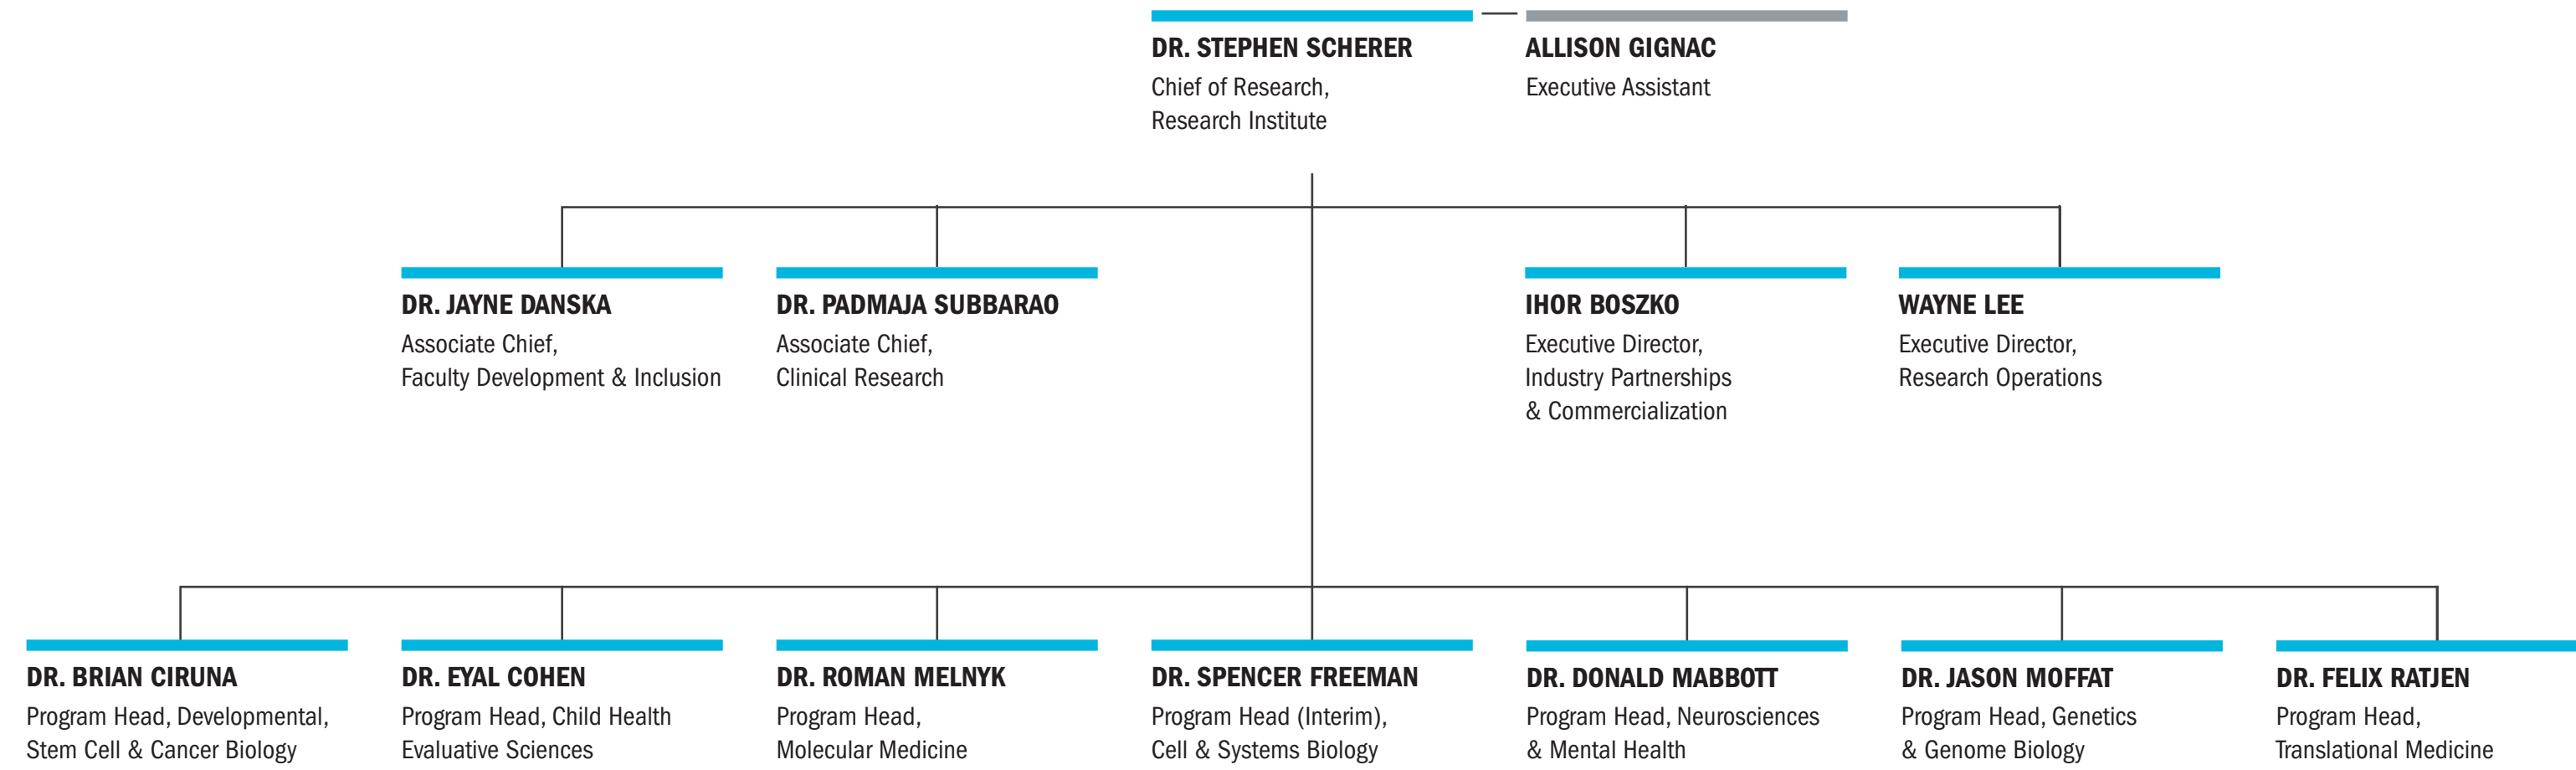 DR. STEPHEN SCHERER
Chief of Research,
Research Institute
ALLISON GIGNAC
Executive Assistant
DR. JAYNE DANSKA
Associate Chief,
Faculty Development & Inclusion
DR. PADMAJA SUBBARAO
Associate Chief,
Clinical Research
IHOR BOSZKO
Executive Director,
Industry Partnerships
& Commercialization
WAYNE LEE
Executive Director,
Research Operations
DR. BRIAN CIRUNA
Program Head, Developmental,
Stem Cell & Cancer Biology
DR. EYAL COHEN
Program Head, Child Health
Evaluative Sciences
DR. ROMAN MELNYK
Program Head,
Molecular Medicine
DR. SPENCER FREEMAN
Program Head (Interim),
Cell & Systems Biology
DR. DONALD MABBOTT
Program Head, Neurosciences
& Mental Health
DR. JASON MOFFAT
Program Head, Genetics
& Genome Biology
DR. FELIX RATJEN
Program Head,
Translational Medicine